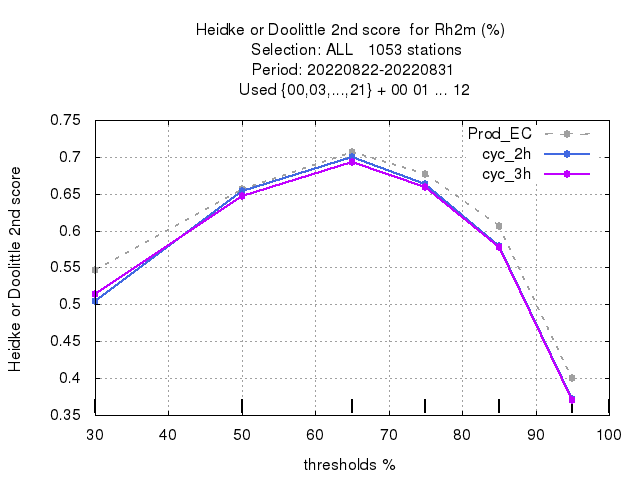 Heidke or Doolittle 2nd score  for Rh2m (%)
Selection: ALL   1053 stations
Period: 20220822-20220831
Used {00,03,...,21} + 00 01 ... 12
Prod_EC
cyc_2h
cyc_3h
0.75
0.7
0.65
0.6
0.55
0.5
0.45
0.4
0.35
Heidke or Doolittle 2nd score
30 40 50 60 70 80 90 100
thresholds %